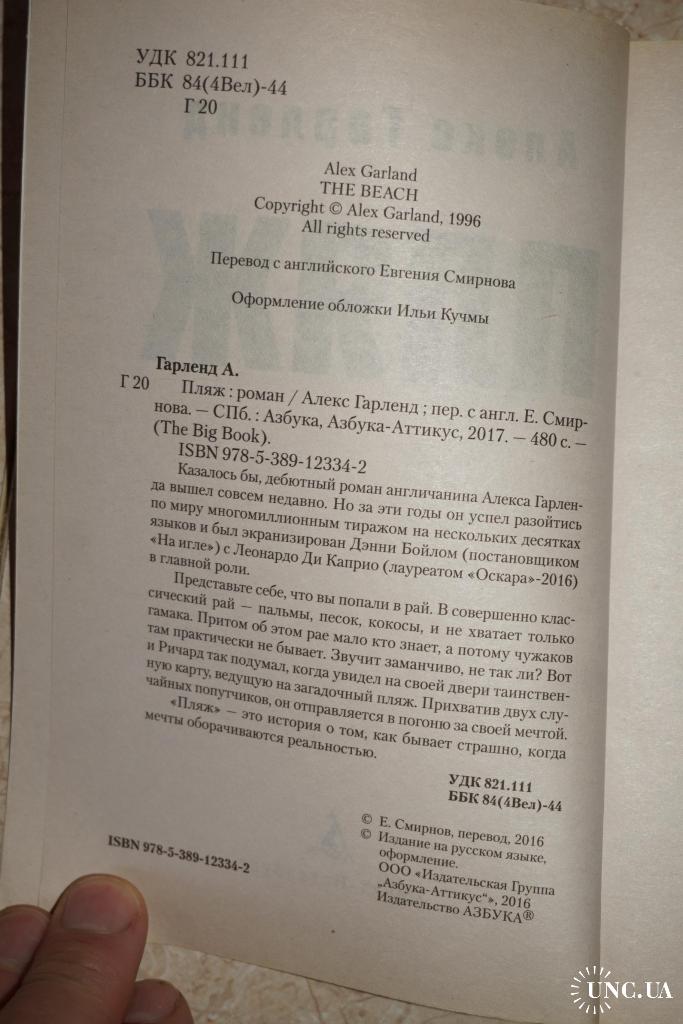 УДК 821.111
ББК 84(4Вел)-44
Г 20
Alex Garland
THE BEACH
Copyright © Alex Garland, 1996
All rights reserved
Перевод с английского Евгения Смирнова
Оформление обложки Ильи Кучмы
Гарленд А.
Г 20 Пляж : роман / Алекс Гарленд ; пер. с англ. Е. Смир-
нова. — СПб. : Азбука, Азбука-Аттикус, 2017. — 480 с. —
(The Big Book).
ISBN 978-5-389-12334-2
Казалось бы, дебютный роман англичанина Алекса Гарлен-
да вышел совсем недавно. Но за эти годы он успел разойтись
по миру многомиллионным тиражом на нескольких десятках
языков и был экранизирован Дэнни Бойлом (постановщиком
«На игле») с Леонардо Ди Каприо (лауреатом «Оскара»-2016)
в главной роли.
Представьте себе, что вы попали в рай. В совершенно клас-
сический рай — пальмы, песок, кокосы, и не хватает только
гамака. Притом об этом рае мало кто знает, а потому чужаков
там практически не бывает. Звучит заманчиво, не так ли? Вот
и Ричард так подумал, когда увидел на своей двери таинствен-
ную карту, ведущую на загадочный пляж. Прихватив двух слу-
чайных попутчиков, он отправляется в погоню за своей мечтой.
«Пляж» — это история о том, как бывает страшно, когда
мечты оборачиваются реальностью.
УДК 821.111
ББК 84(4Вел)-44
© Е. Смирнов, перевод, 2016
© Издание на русском языке,
оформление.
ООО «Издательская Группа
„Азбука-Аттикус“», 2016
Издательство АЗБУКА®
ISBN 978-5-389-12334-2
UNC.UA